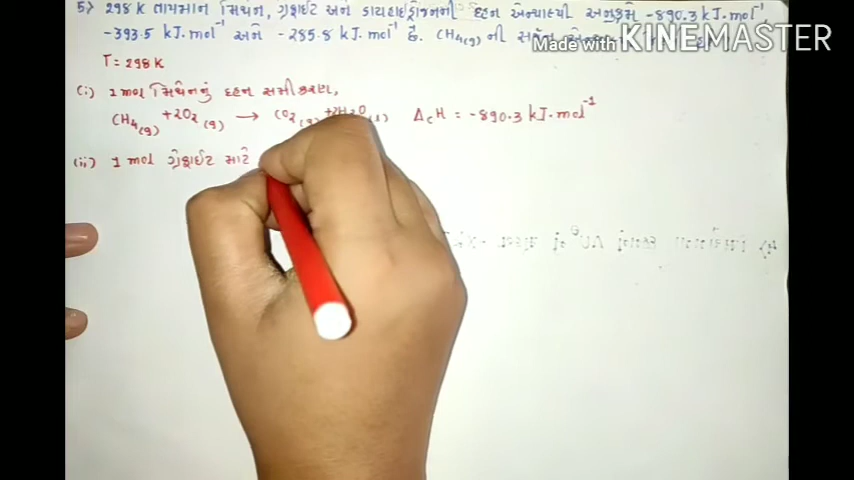 5) 298 K તાપમાને મિથેન, ગ્રેફાઈટ અને ડાયહાઈડ્રોજનની દહન એન્થાલ્પી અનુક્રમે -890.3 kJ.mol⁻¹,
-393.5 kJ.mol⁻¹ અને -285.8 kJ.mol⁻¹ છે. CH₄(g) ની
Made with KINEMASTER
T = 298 K
(i) 1 mol મિથેનનું દહન સમીકરણ,
CH₄(g) + 2O₂(g) → CO₂(g) + 2H₂O(l) ΔcH = -890.3 kJ.mol⁻¹
(ii) 1 mol ગ્રેફાઈટ માટે